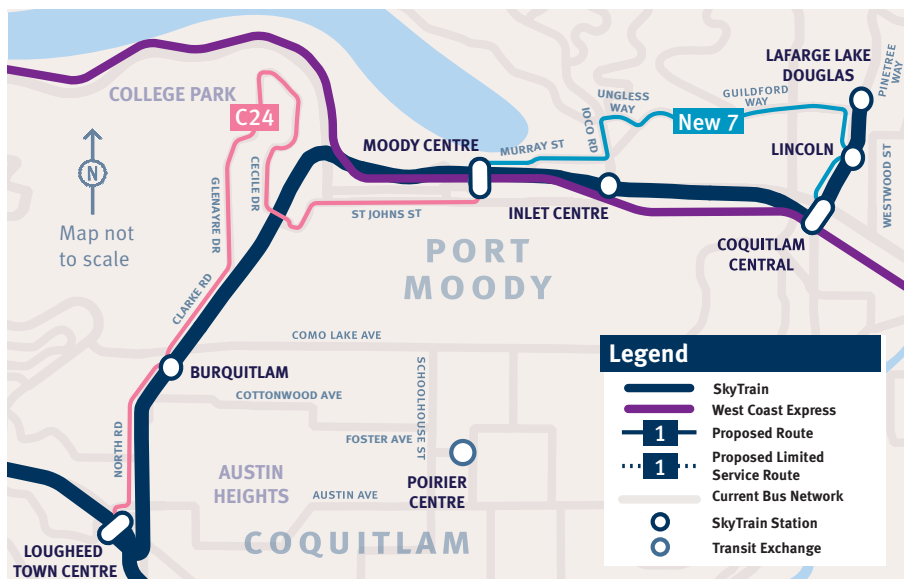 LAFARGE LAKE
DOUGLAS
PINETREE
WAY
COLLEGE PARK
C24
UNGLESS
WAY
GUILDFORD
WAY
IOCO RD
New 7
MOODY CENTRE
MURRAY ST
LINCOLN
WESTWOOD ST
N
Map not
to scale
GLENAYRE DR
CECILE DR
ST JOHNS ST
INLET CENTRE
COQUITLAM
CENTRAL
PORT
MOODY
CLARKE RD
COMO LAKE AVE
BURQUITLAM
COTTONWOOD AVE
SCHOOLHOUSE ST
FOSTER AVE
NORTH RD
AUSTIN
HEIGHTS
AUSTIN AVE
POIRIER
CENTRE
COQUITLAM
LOUGHEED
TOWN CENTRE
Legend
SkyTrain
West Coast Express
1 Proposed Route
1 Proposed Limited
Service Route
Current Bus Network
SkyTrain Station
Transit Exchange